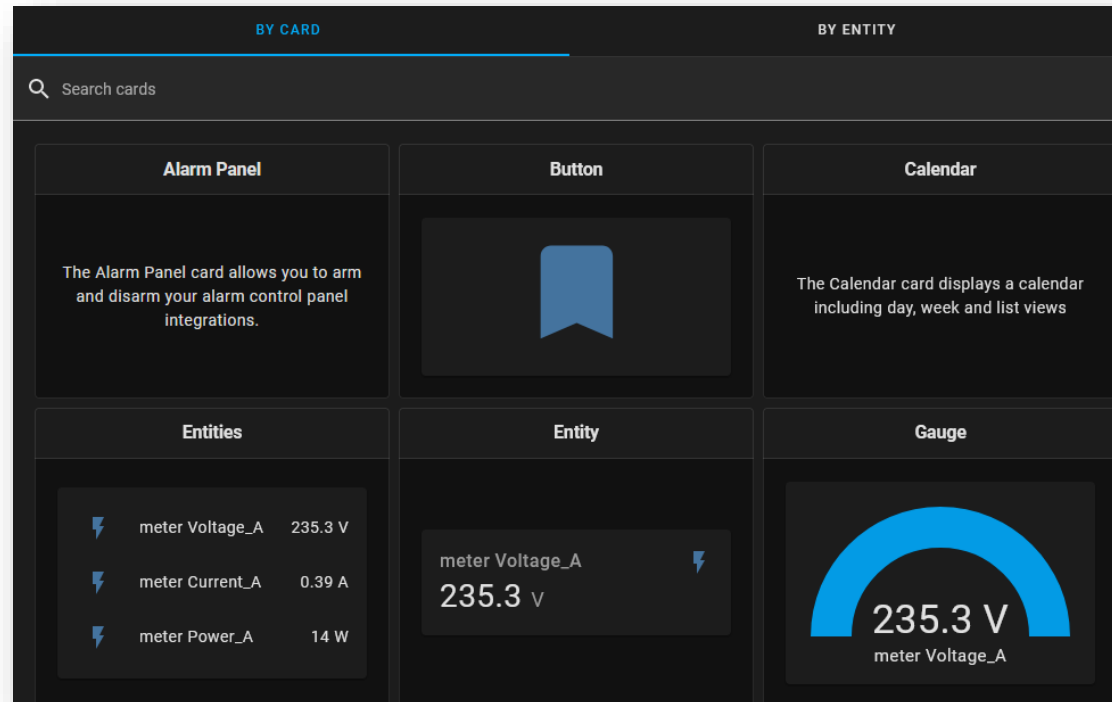 BY CARD
BY ENTITY
Search cards
Alarm Panel
Button
Calendar
The Alarm Panel card allows you to arm
and disarm your alarm control panel
integrations.
The Calendar card displays a calendar
including day, week and list views
Entities
Entity
Gauge
meter Voltage_A 235.3 V
meter Current_A 0.39 A
meter Power_A 14 W
meter Voltage_A
235.3 V
235.3 V
meter Voltage_A